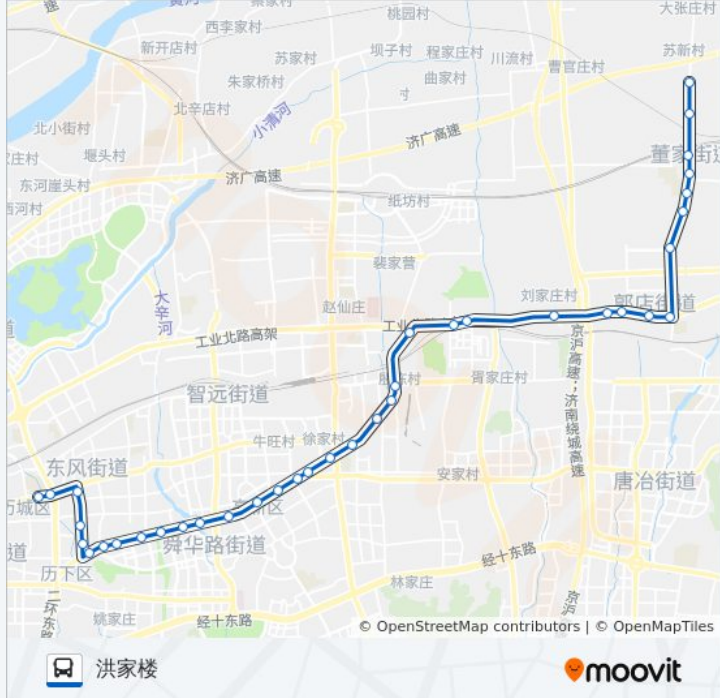 大张庄村
西李家村
桃园村
新开店村
苏家村
坝子村
程家庄村
川流村
苏新村
朱家桥村
曲家村
曹官庄村
寸
北辛店村
小清河
北小街村
济广高速
堰头村
董家街道
济广高速
东河崖头村
纸坊村
裴家营
大辛河
赵仙庄
刘家庄村
郭店街道
工业北路高架
京沪高速；济南绕城高速
智远街道
胥家庄村
牛旺村
徐家村
东风街道
安家村
唐冶街道
历城区
舜华路街道
经十东路
历下区
林家庄
二环东路
姚家庄
经十东路
© OpenStreetMap contributors | © OpenMapTiles
洪家楼
moovit